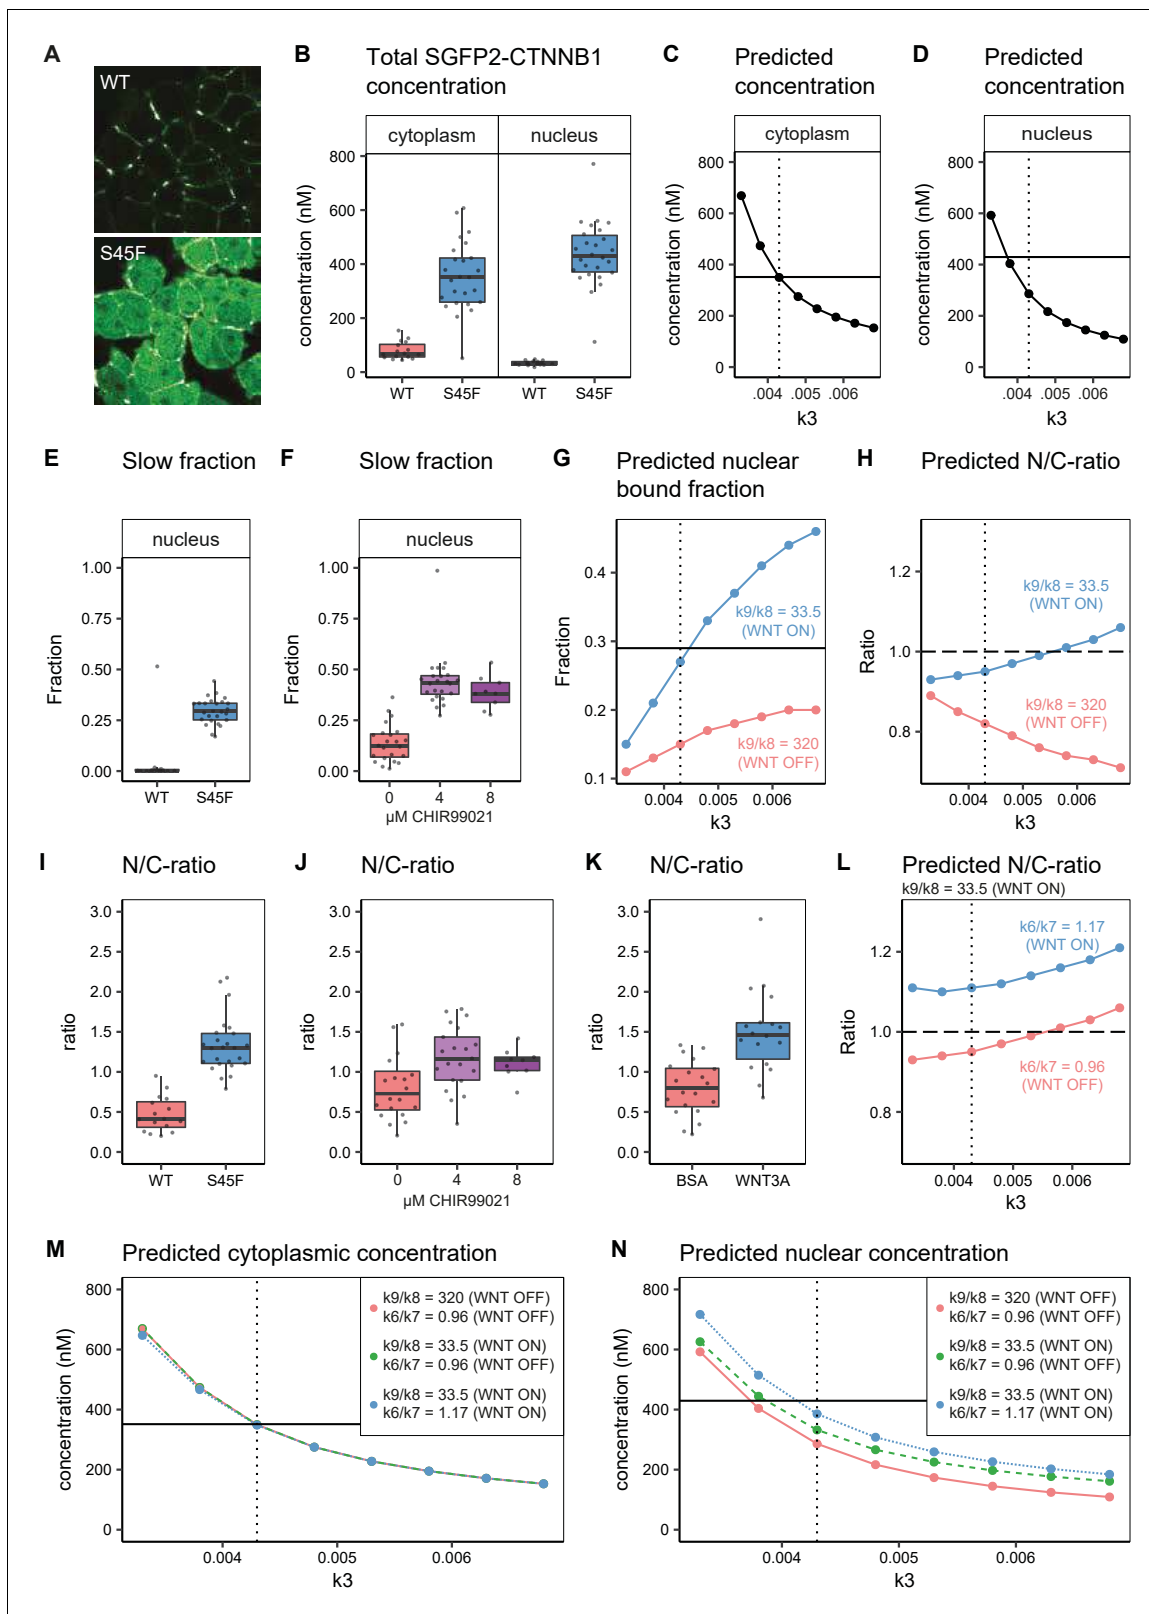 A
WT
S45F
B
Total SGFP2-CTNNB1
concentration
cytoplasm
nucleus
concentration (nM)
800
600
400
200
0
WT
S45F
WT
S45F
C
Predicted
concentration
cytoplasm
concentration (nM)
800
600
400
200
0
.004 .005 .006
k3
D
Predicted
concentration
nucleus
concentration (nM)
800
600
400
200
0
.004 .005 .006
k3
E
Slow fraction
nucleus
Fraction
1.00
0.75
0.50
0.25
0.00
WT
S45F
F
Slow fraction
nucleus
Fraction
1.00
0.75
0.50
0.25
0.00
0
4
8
µM CHIR99021
G
Predicted nuclear
bound fraction
Fraction
0.4
0.3
0.2
0.1
k9/k8 = 33.5
(WNT ON)
k9/k8 = 320
(WNT OFF)
0.004 0.005 0.006
k3
H
Predicted N/C-ratio
Ratio
1.2
1.0
0.8
k9/k8 = 33.5
(WNT ON)
k9/k8 = 320
(WNT OFF)
0.004 0.005 0.006
k3
I
N/C-ratio
ratio
3.0
2.5
2.0
1.5
1.0
0.5
0.0
WT
S45F
J
N/C-ratio
ratio
3.0
2.5
2.0
1.5
1.0
0.5
0.0
0
4
8
µM CHIR99021
K
N/C-ratio
ratio
3.0
2.5
2.0
1.5
1.0
0.5
0.0
BSA
WNT3A
L
Predicted N/C-ratio
k9/k8 = 33.5 (WNT ON)
Ratio
1.2
1.0
0.8
k6/k7 = 1.17
(WNT ON)
k6/k7 = 0.96
(WNT OFF)
0.004 0.005 0.006
k3
M
Predicted cytoplasmic concentration
concentration (nM)
800
600
400
200
0
k9/k8 = 320 (WNT OFF)
k6/k7 = 0.96 (WNT OFF)
k9/k8 = 33.5 (WNT ON)
k6/k7 = 0.96 (WNT OFF)
k9/k8 = 33.5 (WNT ON)
k6/k7 = 1.17 (WNT ON)
0.004 0.005 0.006
k3
N
Predicted nuclear concentration
concentration (nM)
800
600
400
200
0
k9/k8 = 320 (WNT OFF)
k6/k7 = 0.96 (WNT OFF)
k9/k8 = 33.5 (WNT ON)
k6/k7 = 0.96 (WNT OFF)
k9/k8 = 33.5 (WNT ON)
k6/k7 = 1.17 (WNT ON)
0.004 0.005 0.006
k3